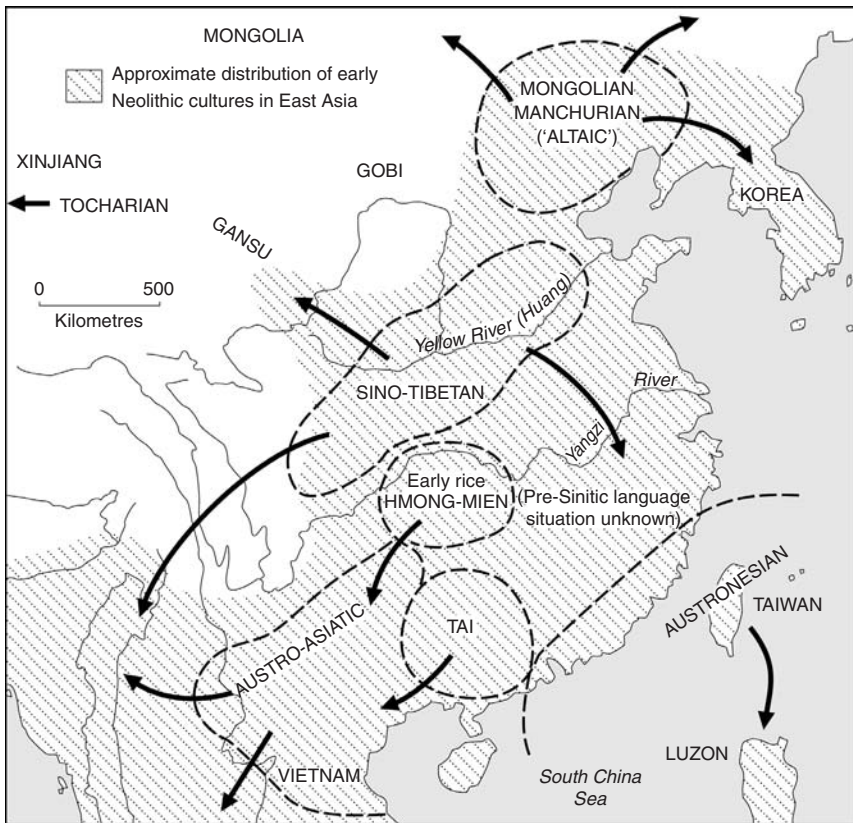 MONGOLIA
Approximate distribution of early
Neolithic cultures in East Asia
MONGOLIAN
MANCHURIAN
('ALTAIC')
XINJIANG
TOCHARIAN
GOBI
KOREA
GANSU
0 500
Kilometres
Yellow River (Huang)
SINO-TIBETAN
River
Yangzi
Early rice
HMONG-MIEN
(Pre-Sinitic language
situation unknown)
AUSTRONESIAN
TAIWAN
AUSTRO-ASIATIC
TAI
LUZON
VIETNAM
South China
Sea